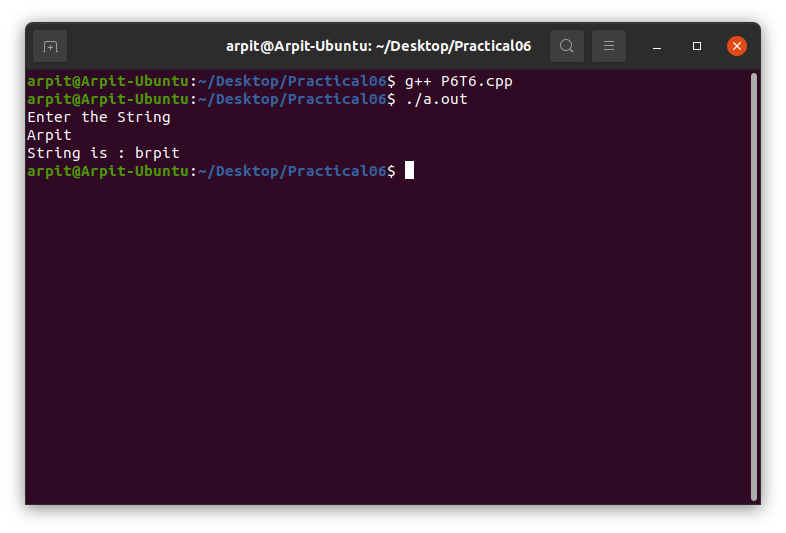 arpit@Arpit-Ubuntu: ~/Desktop/Practical06
arpit@Arpit-Ubuntu:~/Desktop/Practical06$ g++ P6T6.cpp
arpit@Arpit-Ubuntu:~/Desktop/Practical06$ ./a.out
Enter the String
Arpit
String is : brpit
arpit@Arpit-Ubuntu:~/Desktop/Practical06$